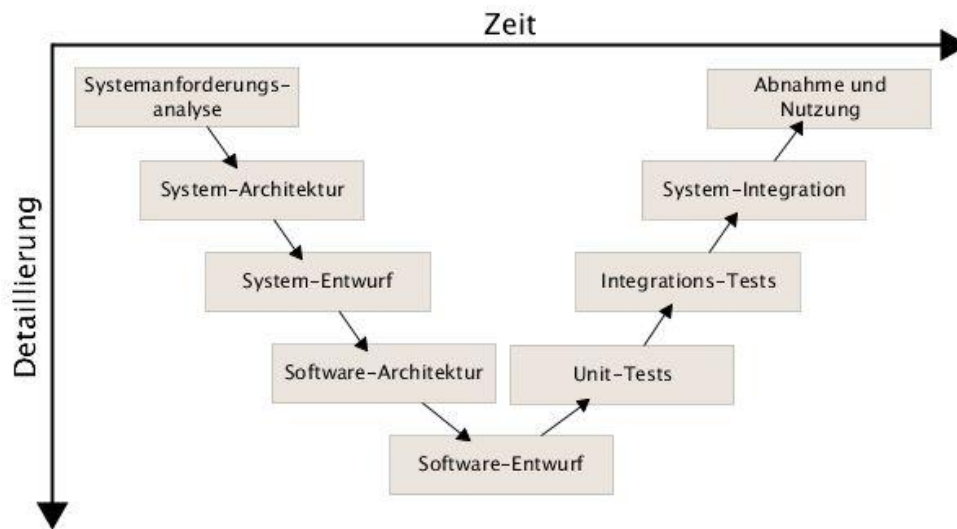 Zeit
Detaillierung
Systemanforderungs-
analyse
Abnahme und
Nutzung
System-Architektur
System-Integration
System-Entwurf
Integrations-Tests
Software-Architektur
Unit-Tests
Software-Entwurf